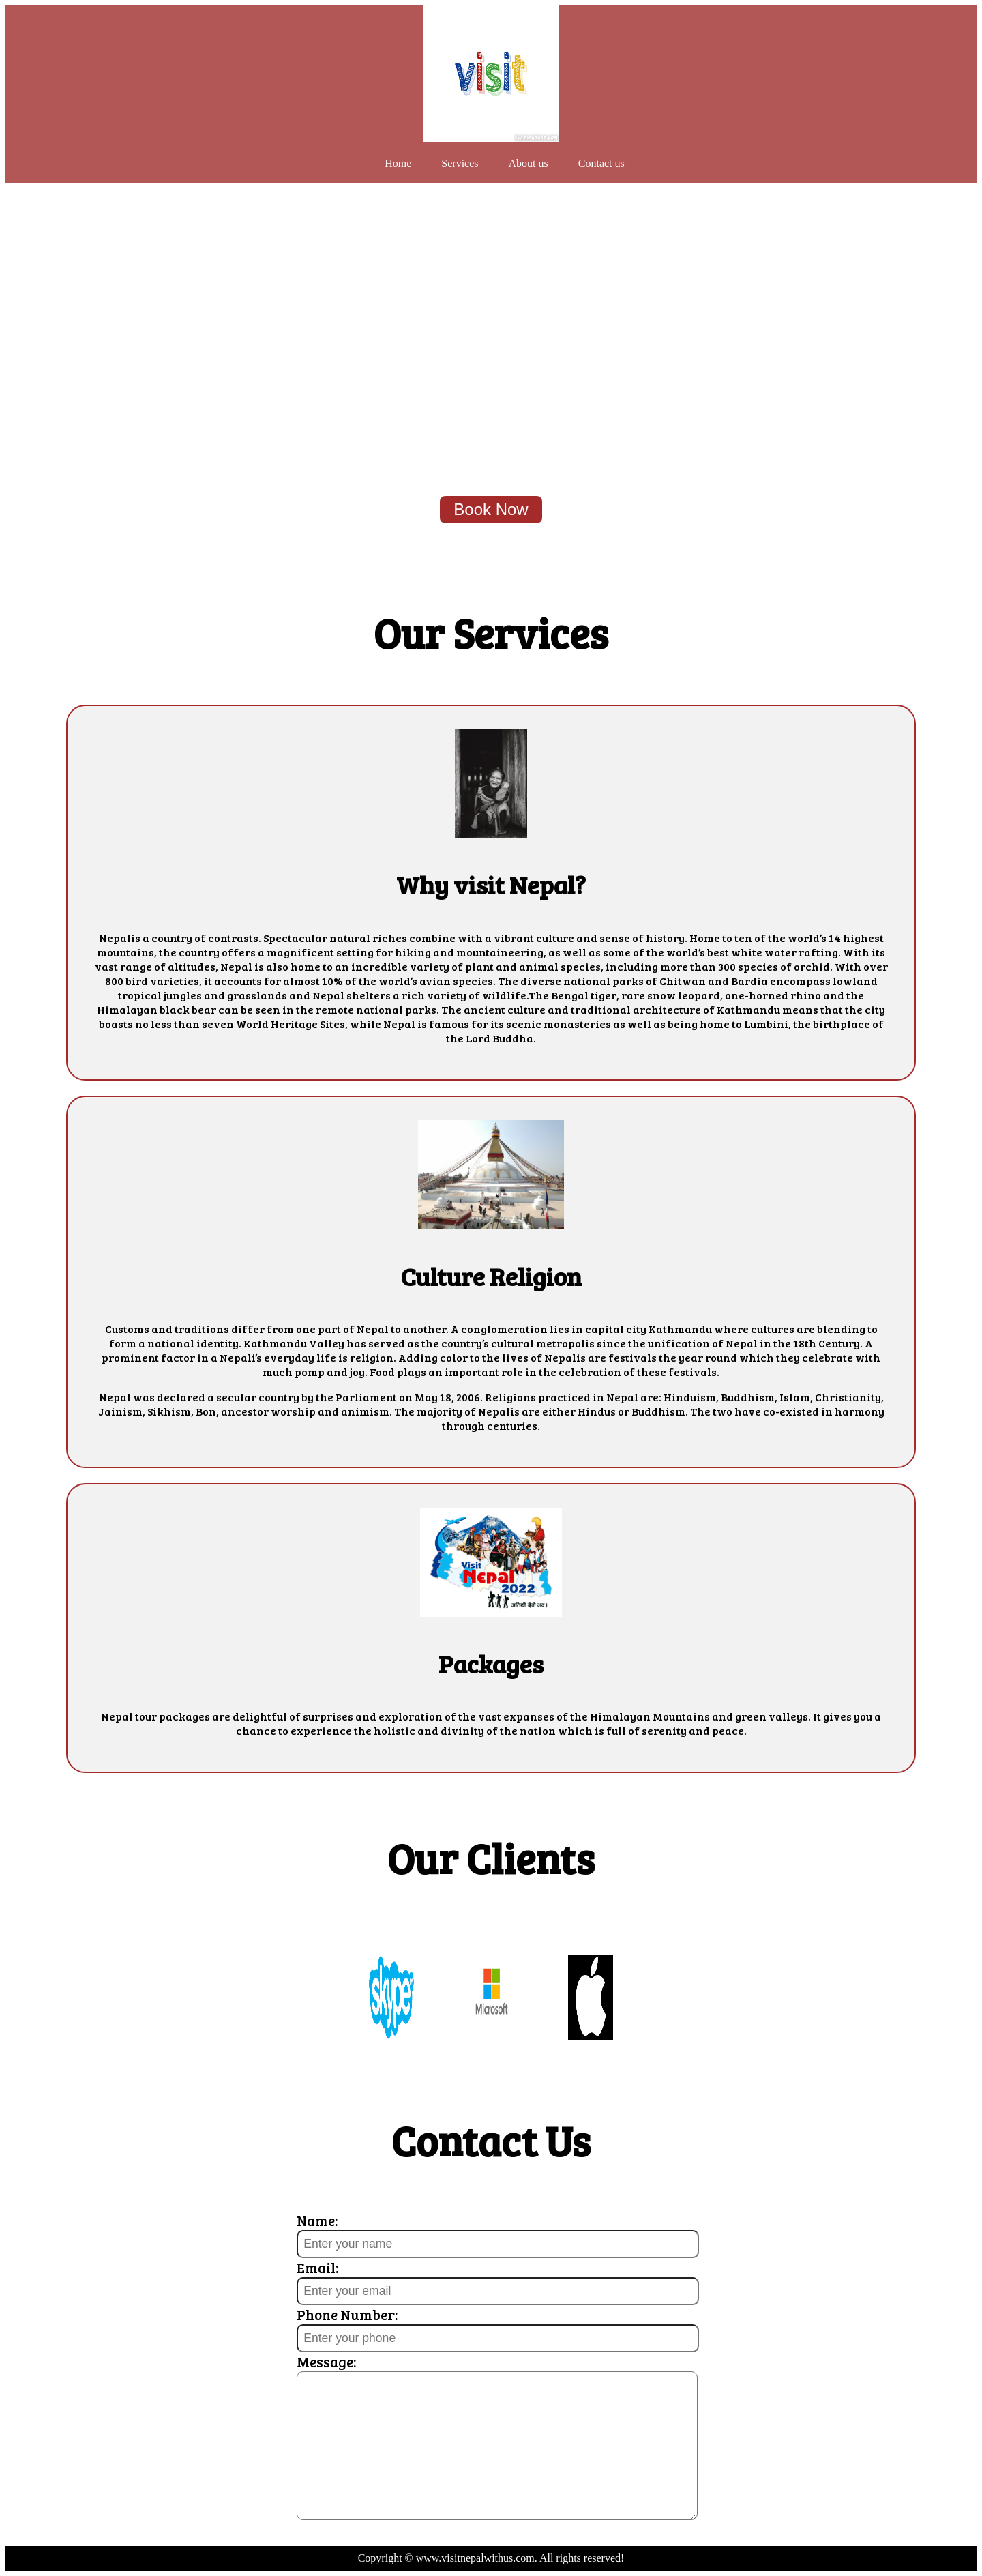 visit
Home Services About us Contact us
Book Now
Our Services
Why visit Nepal?
Nepalis a country of contrasts. Spectacular natural riches combine with a vibrant culture and sense of history. Home to ten of the world's 14 highest
mountains, the country offers a magnificent setting for hiking and mountaineering, as well as some of the world's best white water rafting. With its
vast range of altitudes, Nepal is also home to an incredible variety of plant and animal species, including more than 300 species of orchid. With over
800 bird varieties, it accounts for almost 10% of the world's avian species. The diverse national parks of Chitwan and Bardia encompass lowland
tropical jungles and grasslands and Nepal shelters a rich variety of wildlife.The Bengal tiger, rare snow leopard, one-horned rhino and the
Himalayan black bear can be seen in the remote national parks. The ancient culture and traditional architecture of Kathmandu means that the city
boasts no less than seven World Heritage Sites, while Nepal is famous for its scenic monasteries as well as being home to Lumbini, the birthplace of
the Lord Buddha.
Culture Religion
Customs and traditions differ from one part of Nepal to another. A conglomeration lies in capital city Kathmandu where cultures are blending to
form a national identity. Kathmandu Valley has served as the country's cultural metropolis since the unification of Nepal in the 18th Century. A
prominent factor in a Nepali's everyday life is religion. Adding color to the lives of Nepalis are festivals the year round which they celebrate with
much pomp and joy. Food plays an important role in the celebration of these festivals.
Nepal was declared a secular country by the Parliament on May 18, 2006. Religions practiced in Nepal are: Hinduism, Buddhism, Islam, Christianity,
Jainism, Sikhism, Bon, ancestor worship and animism. The majority of Nepalis are either Hindus or Buddhism. The two have co-existed in harmony
through centuries.
Visit
Nepal
2022
Packages
Nepal tour packages are delightful of surprises and exploration of the vast expanses of the Himalayan Mountains and green valleys. It gives you a
chance to experience the holistic and divinity of the nation which is full of serenity and peace.
Our Clients
skype
Microsoft
Contact Us
Name:
Enter your name
Email:
Enter your email
Phone Number:
Enter your phone
Message:
Copyright © www.visitnepalwithus.com. All rights reserved!